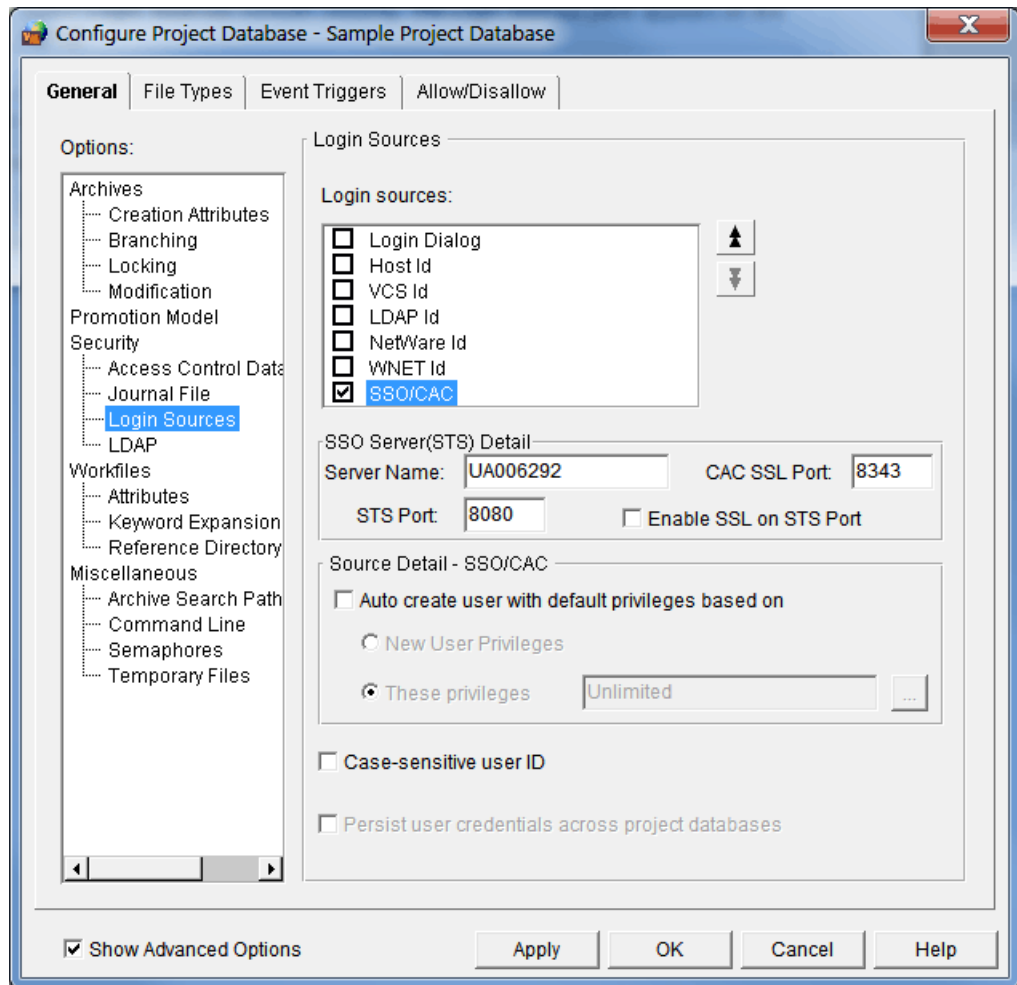 Configure Project Database - Sample Project Database
X
General File Types Event Triggers Allow/Disallow
Options:
Archives
Creation Attributes
Branching
Locking
Modification
Promotion Model
Security
Access Control Data
Journal File
Login Sources
LDAP
Workfiles
Attributes
Keyword Expansion
Reference Directory
Miscellaneous
Archive Search Path
Command Line
Semaphores
Temporary Files
Login Sources
Login sources:
Login Dialog
Host Id
VCS Id
LDAP Id
NetWare Id
WNET Id
SSO/CAC
SSO Server(STS) Detail
Server Name: UA006292 CAC SSL Port: 8343
STS Port: 8080 Enable SSL on STS Port
Source Detail - SSO/CAC
Auto create user with default privileges based on
New User Privileges
These privileges Unlimited ...
Case-sensitive user ID
Persist user credentials across project databases
Show Advanced Options Apply OK Cancel Help